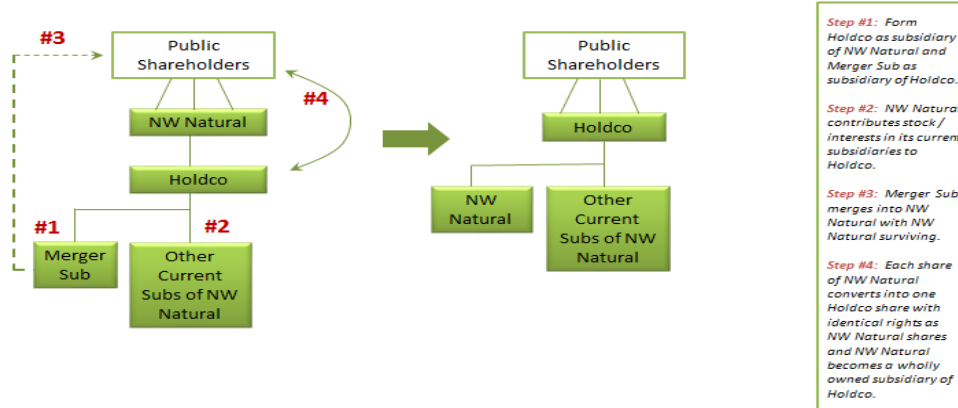 #3
Public
Shareholders
#4
NW Natural
Holdco
#1
#2
Merger
Sub
Other
Current
Subs of NW
Natural
Public
Shareholders
Holdco
NW
Natural
Other
Current
Subs of NW
Natural
Step #1: Form
Holdco as subsidiary
of NW Natural and
Merger Sub as
subsidiary of Holdco.
Step #2: NW Natural
contributes stock /
interests in its current
subsidiaries to
Holdco.
Step #3: Merger Sub
merges into NW
Natural with NW
Natural surviving.
Step #4: Each share
of NW Natural
converts into one
Holdco share with
identical rights as
NW Natural shares
and NW Natural
becomes a wholly
owned subsidiary of
Holdco.